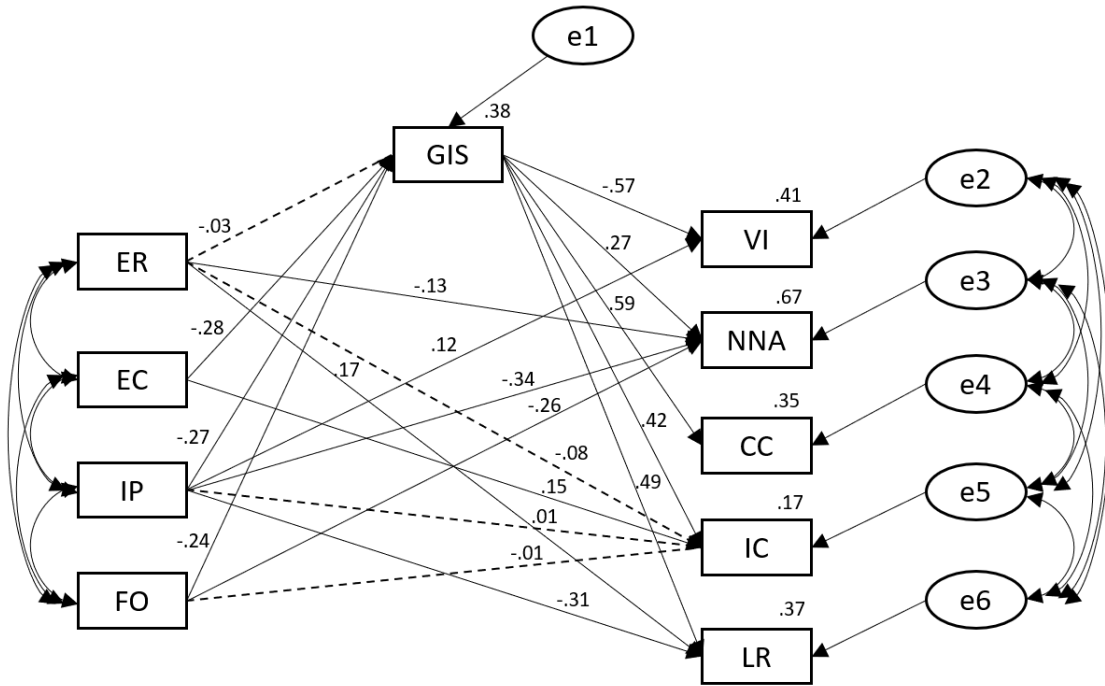 e1
.38
GIS
-.57
.41
e2
VI
-.03
ER
.27
e3
-.13
.67
.59
NNA
-.28
.12
EC
.17
-.34
.35
e4
-.26
.42
CC
-.27
-.08
IP
.15
.49
.17
e5
.01
-.24
-.01
IC
FO
-.31
.37
e6
LR